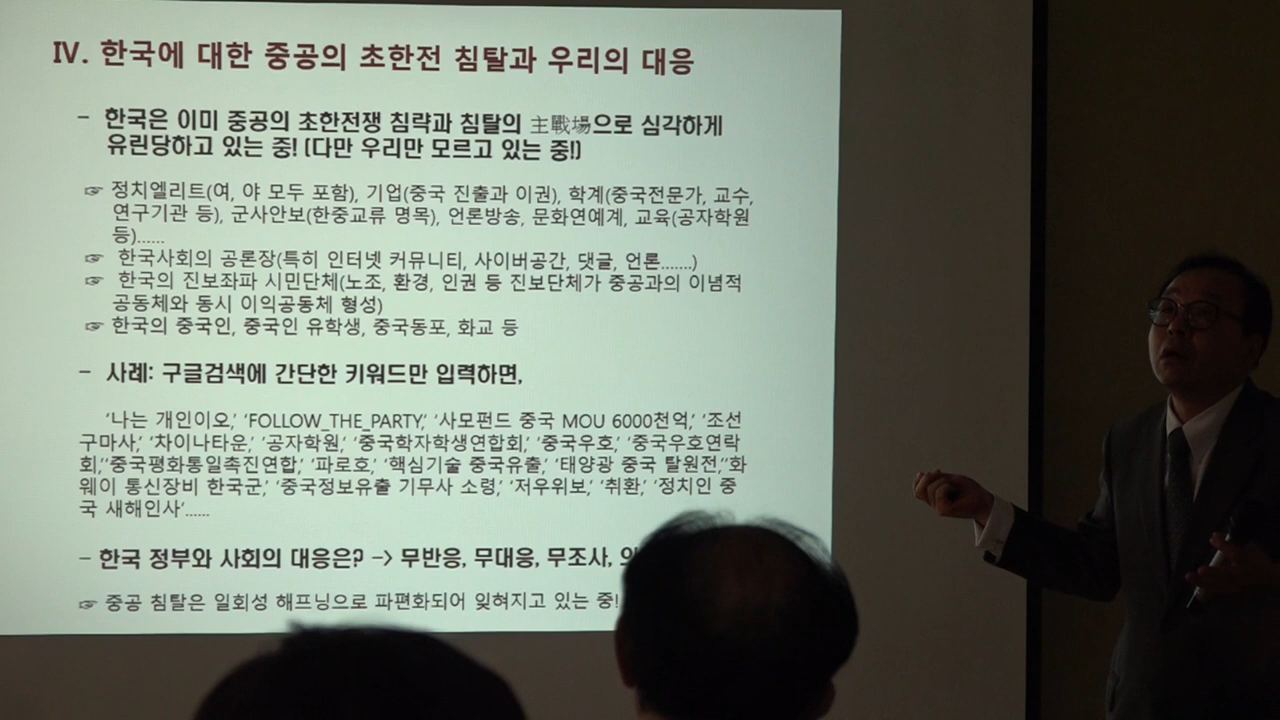 Ⅳ. 한국에 대한 중공의 초한전 침탈과 우리의 대응
- 한국은 이미 중공의 초한전쟁 침략과 침탈의 主戰場으로 심각하게
유린당하고 있는 중! (다만 우리만 모르고 있는 중!)
☞ 정치엘리트(여, 야 모두 포함), 기업(중국 진출과 이권), 학계(중국전문가, 교수,
연구기관 등), 군사안보(한중교류 명목), 언론방송, 문화연예계, 교육(공자학원
등)......
☞ 한국사회의 공론장(특히 인터넷 커뮤니티, 사이버공간, 댓글, 언론.......)
☞ 한국의 진보좌파 시민단체(노조, 환경, 인권 등 진보단체가 중공과의 이념적
공동체와 동시 이익공동체 형성)
☞ 한국의 중국인, 중국인 유학생, 중국동포, 화교 등
- 사례: 구글검색에 간단한 키워드만 입력하면,
‘나는 개인이오,’ ‘FOLLOW_THE_PARTY,’ ‘사모펀드 중국 MOU 6000천억,’ ‘조선
구마사,’ ‘차이나타운,’ ‘공자학원,’ ‘중국학자학생연합회,’ ‘중국우호,’ ‘중국우호연락
회,’‘중국평화통일촉진연합,’ ‘파로호,’ ‘핵심기술 중국유출,’ ‘태양광 중국 탈원전,’‘화
웨이 통신장비 한국군,’ ‘중국정보유출 기무사 소령,’ ‘저우위보,’ ‘취환,’ ‘정치인 중
국 새해인사‘......
- 한국 정부와 사회의 대응은? -> 무반응, 무대응, 무조사,
☞ 중공 침탈은 일회성 해프닝으로 파편화되어 잊혀지고 있는 중!